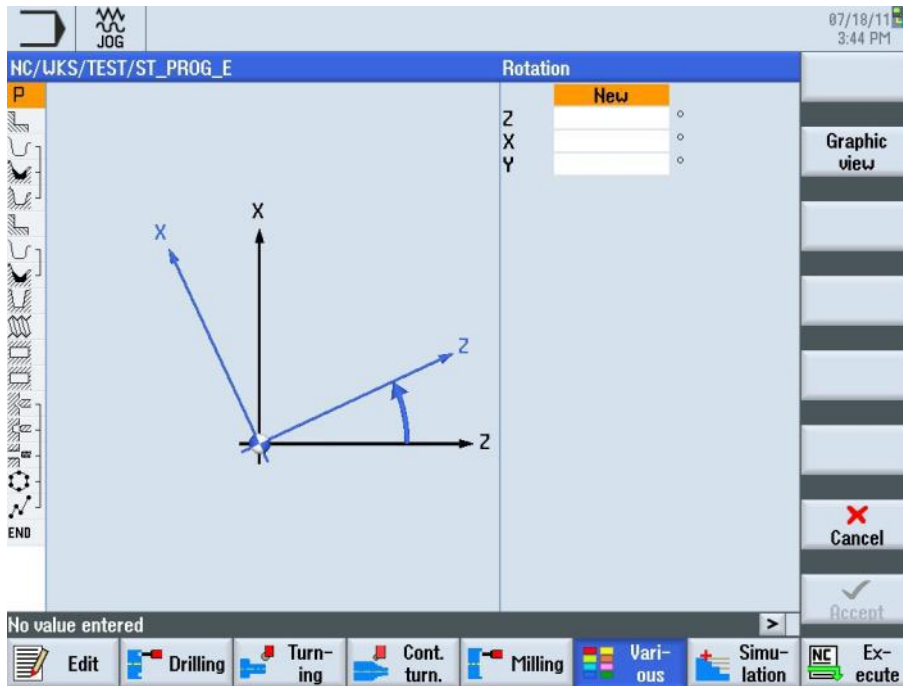 JOG
07/18/11
3:44 PM
NC/WKS/TEST/ST_PROG_E
Rotation
P
New
Z °
X °
Y °
Graphic
view
X
X
Z
Z
END
Cancel
Accept
No value entered
>
Edit
Drilling
Turn-
ing
Cont.
turn.
Milling
Vari-
ous
Simu-
lation
NC
Ex-
ecute